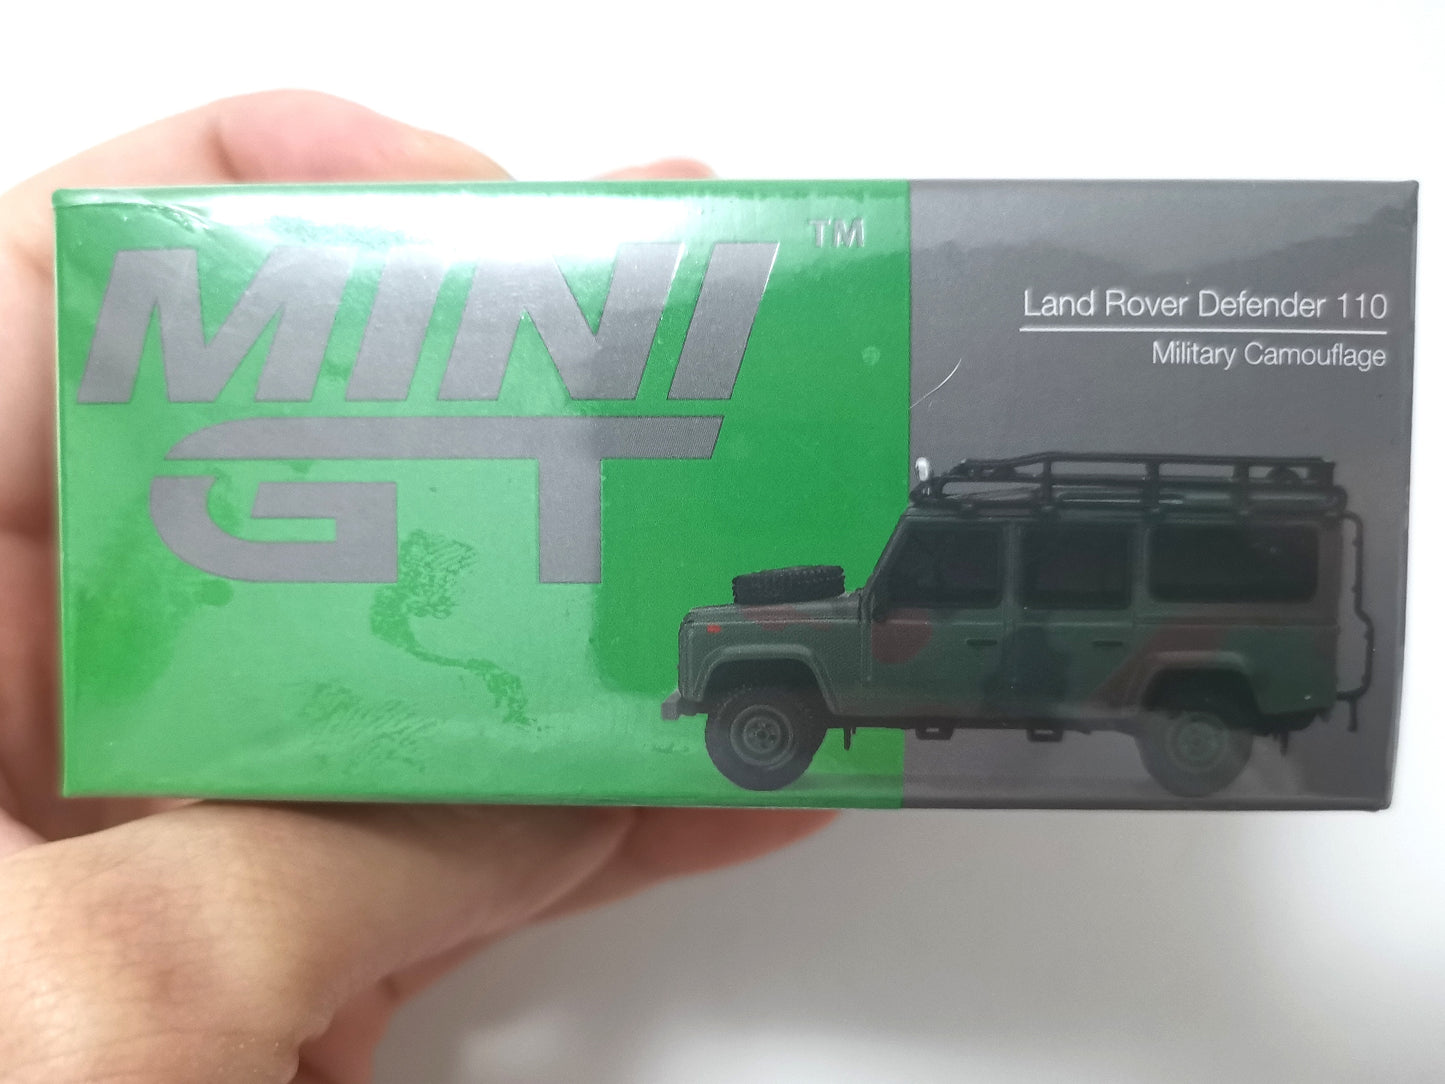 MINI
GT
TM
Land Rover Defender 110
Military Camouflage